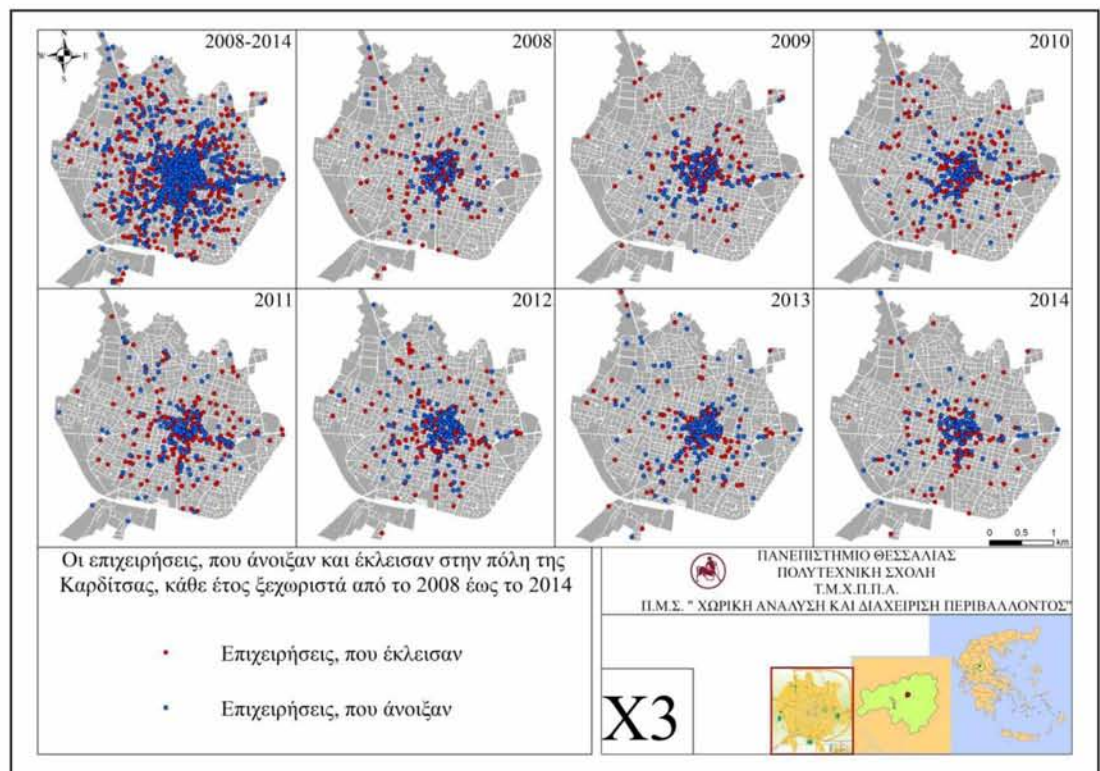 2008-2014
2008
2009
2010
N
W
E
S
2011
2012
2013
2014
0 0.5 1
km
Οι επιχειρήσεις, που άνοιξαν και έκλεισαν στην πόλη της
Καρδίτσας, κάθε έτος ξεχωριστά από το 2008 έως το 2014
Επιχειρήσεις, που έκλεισαν
Επιχειρήσεις, που άνοιξαν
ΠΑΝΕΠΙΣΤΗΜΙΟ ΘΕΣΣΑΛΙΑΣ
ΠΟΛΥΤΕΧΝΙΚΗ ΣΧΟΛΗ
Τ.Μ.Χ.Π.Π.Α.
Π.Μ.Σ. " ΧΩΡΙΚΗ ΑΝΑΛΥΣΗ ΚΑΙ ΔΙΑΧΕΙΡΙΣΗ ΠΕΡΙΒΑΛΛΟΝΤΟΣ"
X3